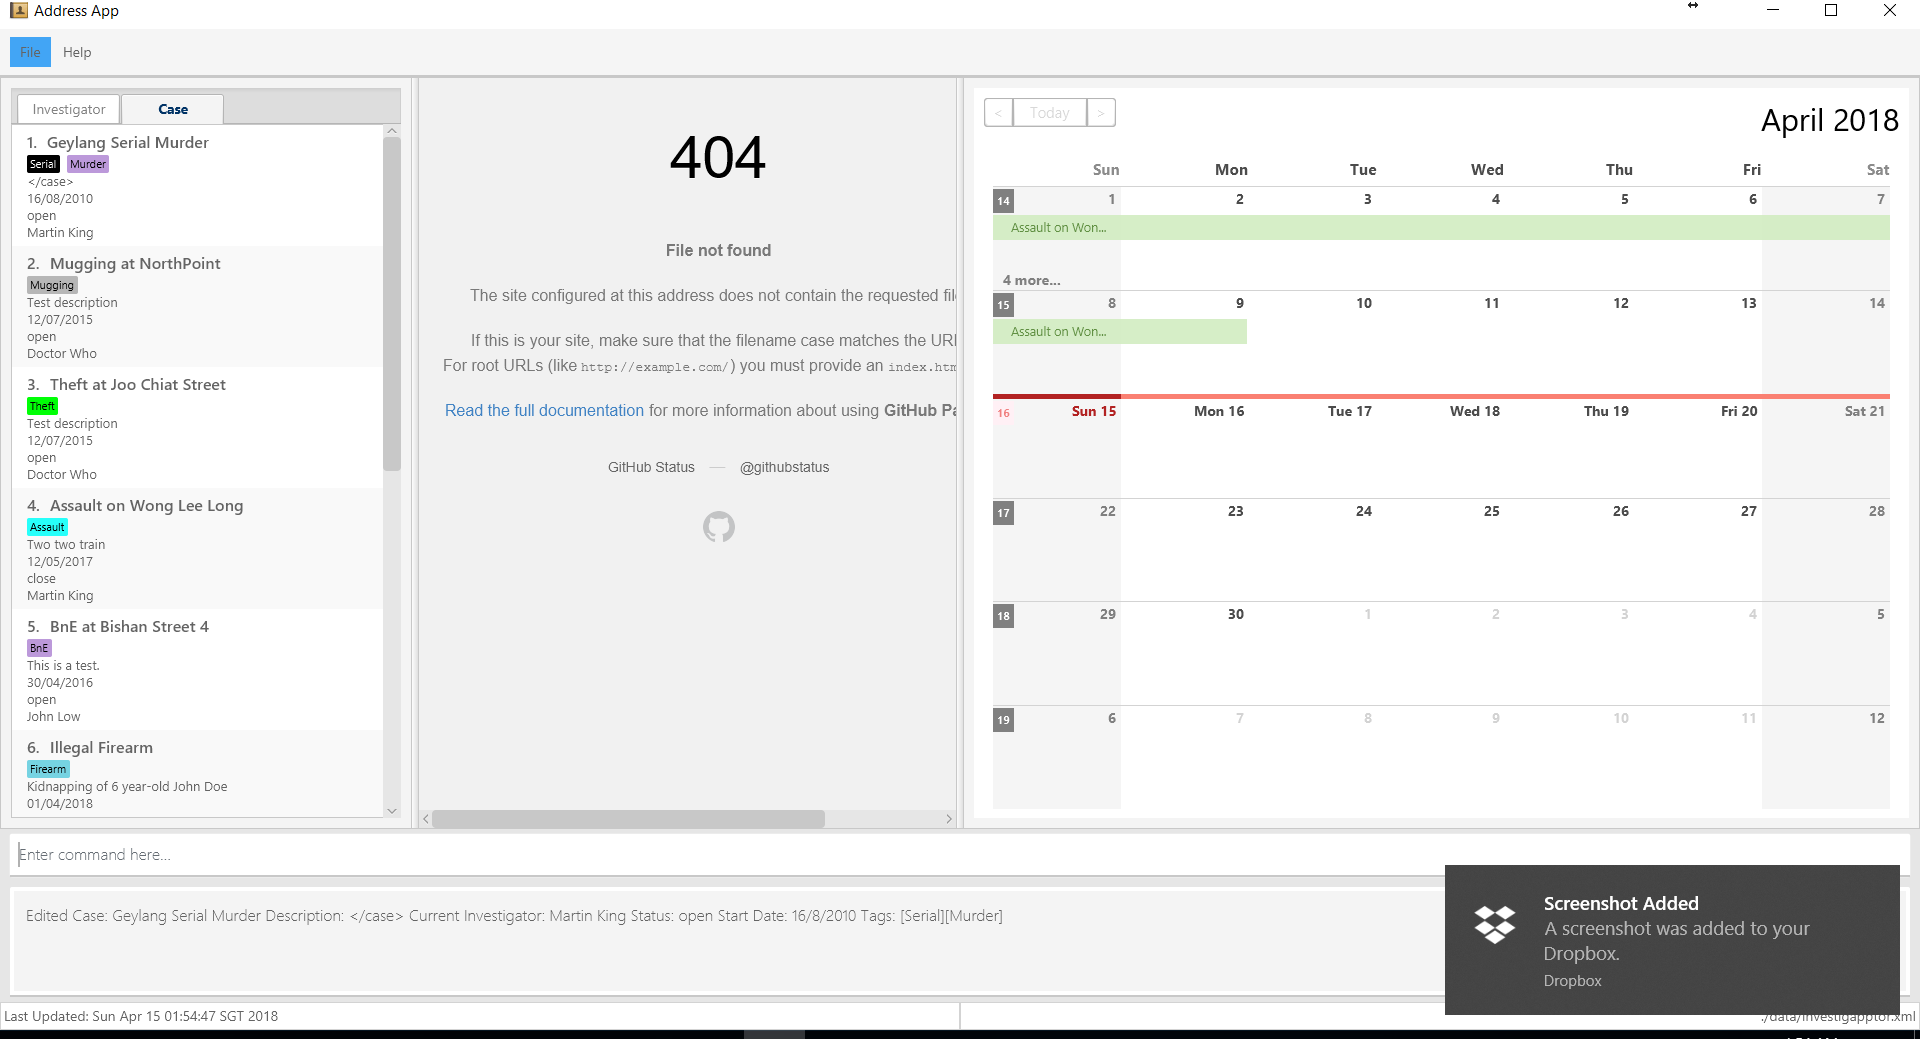 Address App
File Help
Investigator Case
1. Geylang Serial Murder
Serial Murder
</case>
16/08/2010
open
Martin King
2. Mugging at NorthPoint
Mugging
Test description
12/07/2015
open
Doctor Who
3. Theft at Joo Chiat Street
Theft
Test description
12/07/2015
open
Doctor Who
4. Assault on Wong Lee Long
Assault
Two two train
12/05/2017
close
Martin King
5. BnE at Bishan Street 4
BnE
This is a test.
30/04/2016
open
John Low
6. Illegal Firearm
Firearm
Kidnapping of 6 year-old John Doe
01/04/2018
404
File not found
The site configured at this address does not contain the requested fil
If this is your site, make sure that the filename case matches the UR
For root URLs (like http://example.com/) you must provide an index.htm
Read the full documentation for more information about using GitHub Pa
GitHub Status — @githubstatus
< Today >
April 2018
Sun Mon Tue Wed Thu Fri Sat
14 1 2 3 4 5 6 7
Assault on Won...
4 more...
15 8 9 10 11 12 13 14
Assault on Won...
16 Sun 15 Mon 16 Tue 17 Wed 18 Thu 19 Fri 20 Sat 21
17 22 23 24 25 26 27 28
18 29 30 1 2 3 4 5
19 6 7 8 9 10 11 12
Enter command here...
Edited Case: Geylang Serial Murder Description: </case> Current Investigator: Martin King Status: open Start Date: 16/8/2010 Tags: [Serial][Murder]
Screenshot Added
A screenshot was added to your
Dropbox.
Dropbox
Last Updated: Sun Apr 15 01:54:47 SGT 2018
./data/investigapptor.xml